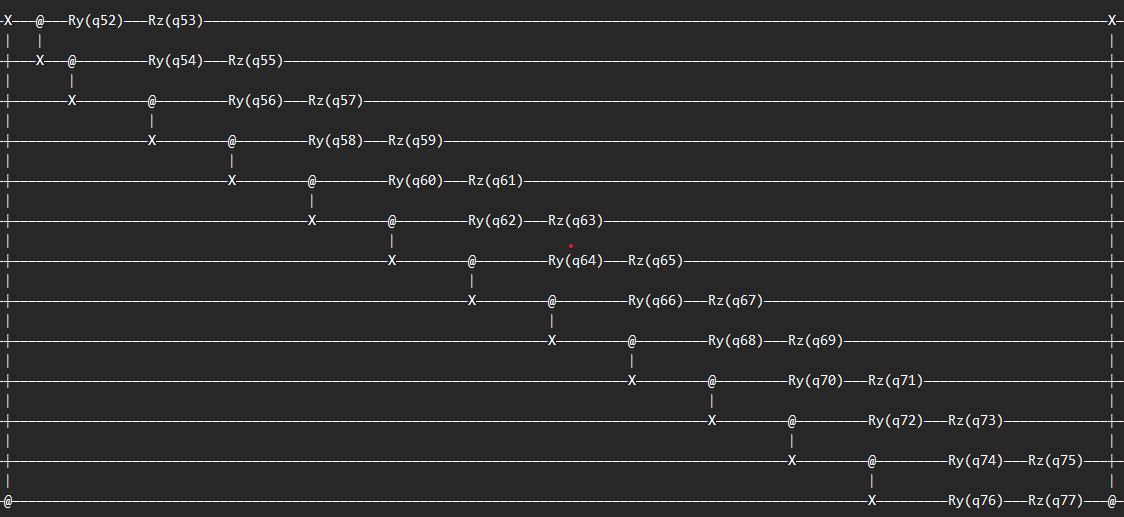 X @ Ry(q52) Rz(q53) X
X @ Ry(q54) Rz(q55)
X @ Ry(q56) Rz(q57)
X @ Ry(q58) Rz(q59)
X @ Ry(q60) Rz(q61)
X @ Ry(q62) Rz(q63)
X @ Ry(q64) Rz(q65)
X @ Ry(q66) Rz(q67)
X @ Ry(q68) Rz(q69)
X @ Ry(q70) Rz(q71)
X @ Ry(q72) Rz(q73)
X @ Ry(q74) Rz(q75)
@ X Ry(q76) Rz(q77) @